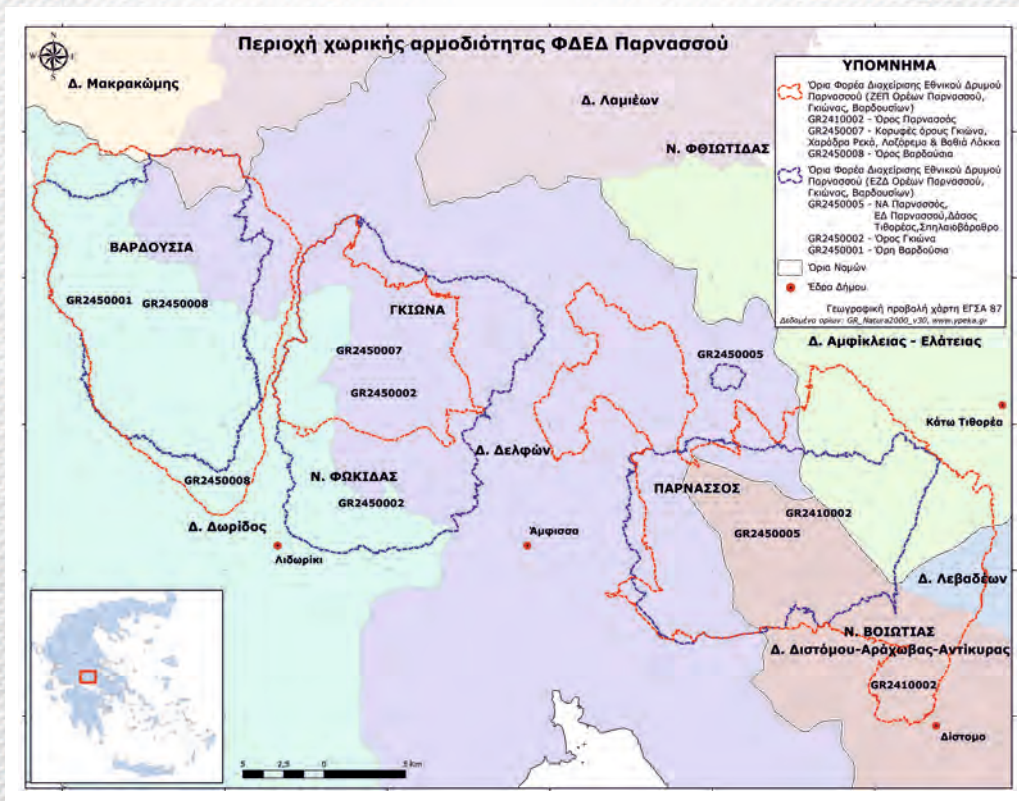 Περιοχή χωρικής αρμοδιότητας ΦΔΕΔ Παρνασσού
N
W E
S
Δ. Μακρακώμης
Δ. Λαμιέων
Ν. ΦΘΙΩΤΙΔΑΣ
ΥΠΟΜΝΗΜΑ
Όρια Φορέα Διαχείρισης Εθνικού Δρυμού
Παρνασσού (ΖΕΠ Ορέων Παρνασσού,
Γκιώνας, Βαρδουσίων)
GR2410002 - Όρος Παρνασσός
GR2450007 - Κορυφές όρους Γκιώνα,
Χαράδρα Ρεκά, Λαζόρεμα & Βαθιά Λάκκα
GR2450008 - Όρος Βαρδούσια
Όρια Φορέα Διαχείρισης Εθνικού Δρυμού
Παρνασσού (ΕΖΔ Ορέων Παρνασσού,
Γκιώνας, Βαρδουσίων)
GR2450005 - ΝΑ Παρνασσός,
ΕΔ Παρνασσού,Δάσος
Τιθορέας,Σπηλαιοβάραθρο
GR2450002 - Όρος Γκιώνα
GR2450001 - Όρη Βαρδούσια
Όρια Νομών
Έδρα Δήμου
Γεωγραφική προβολή χάρτη ΕΓΣΑ 87
Δεδομένα ορίων: GR_Natura2000_v30, www.ypeka.gr
ΒΑΡΔΟΥΣΙΑ
GR2450001
GR2450008
ΓΚΙΩΝΑ
GR2450007
GR2450002
GR2450005
Δ. Αμφίκλειας - Ελάτειας
Κάτω Τιθορέα
Δ. Δελφών
GR2450008
Ν. ΦΩΚΙΔΑΣ
GR2450002
ΠΑΡΝΑΣΣΟΣ
GR2410002
GR2450005
Δ. Δωρίδος
Λιδωρίκι
Άμφισσα
Δ. Λεβαδέων
Ν. ΒΟΙΩΤΙΑΣ
Δ. Διστόμου-Αράχωβας-Αντίκυρας
GR2410002
Δίστομο
5 2,5 0 5 km